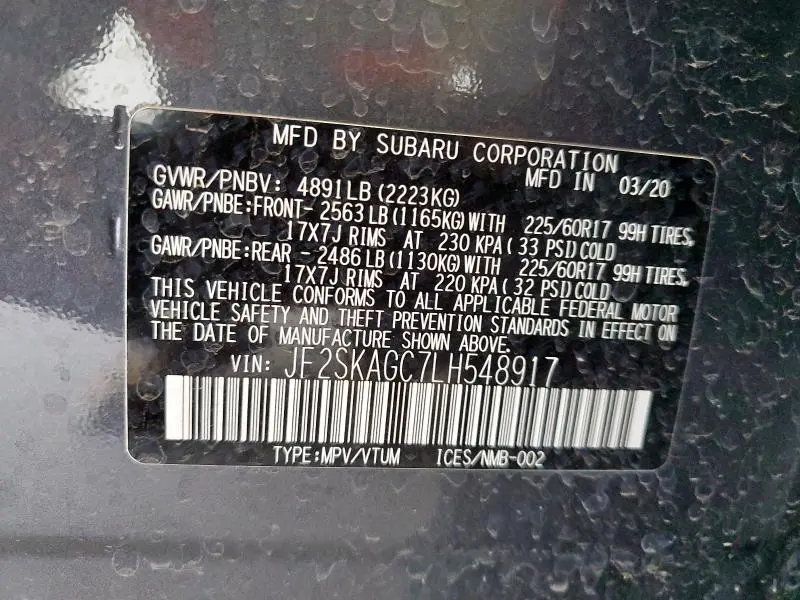 MFD BY SUBARU CORPORATION
MFD IN 03/20
GVWR/PNBV: 4891LB (2223KG)
GAWR/PNBE:FRONT- 2563 LB (1165KG) WITH 225/60R17 99H TIRES,
17X7J RIMS AT 230 KPA ( 33 PSI) COLD
GAWR/PNBE:REAR - 2486 LB (1130KG) WITH 225/60R17 99H TIRES,
17X7J RIMS AT 220 KPA ( 32 PSI) COLD
THIS VEHICLE CONFORMS TO ALL APPLICABLE FEDERAL MOTOR
VEHICLE SAFETY AND THEFT PREVENTION STANDARDS IN EFFECT ON
THE DATE OF MANUFACTURE SHOWN ABOVE.
VIN: JF2SKAGC7LH548917
TYPE:MPV/VTUM ICES/NMB-002